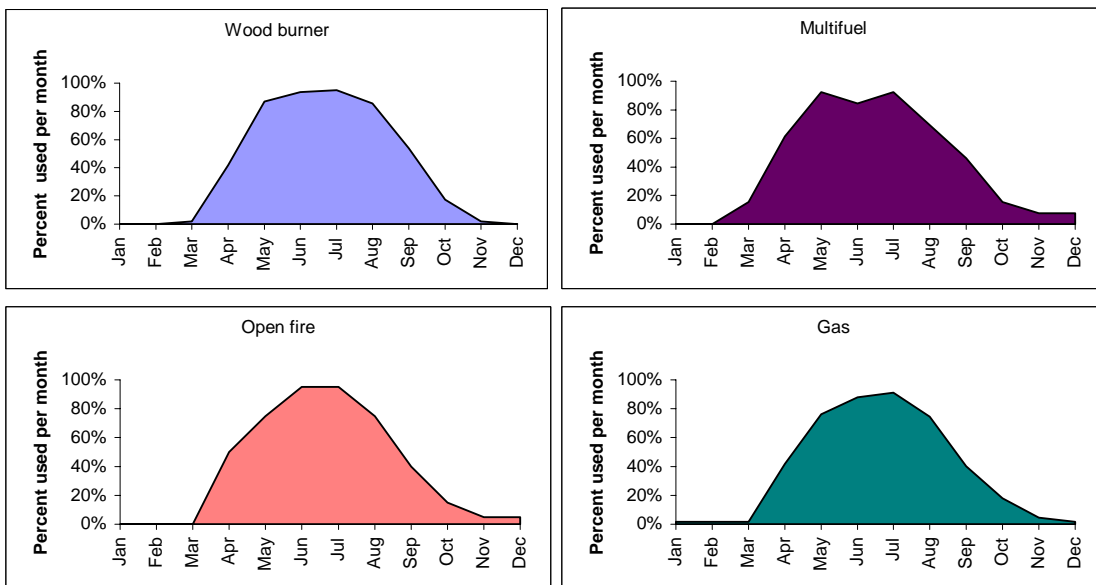 Wood burner
Percent used per month
100%
80%
60%
40%
20%
0%
Jan
Feb
Mar
Apr
May
Jun
Jul
Aug
Sep
Oct
Nov
Dec
Multifuel
Percent used per month
100%
80%
60%
40%
20%
0%
Jan
Feb
Mar
Apr
May
Jun
Jul
Aug
Sep
Oct
Nov
Dec
Open fire
Percent used per month
100%
80%
60%
40%
20%
0%
Jan
Feb
Mar
Apr
May
Jun
Jul
Aug
Sep
Oct
Nov
Dec
Gas
Percent used per month
100%
80%
60%
40%
20%
0%
Jan
Feb
Mar
Apr
May
Jun
Jul
Aug
Sep
Oct
Nov
Dec